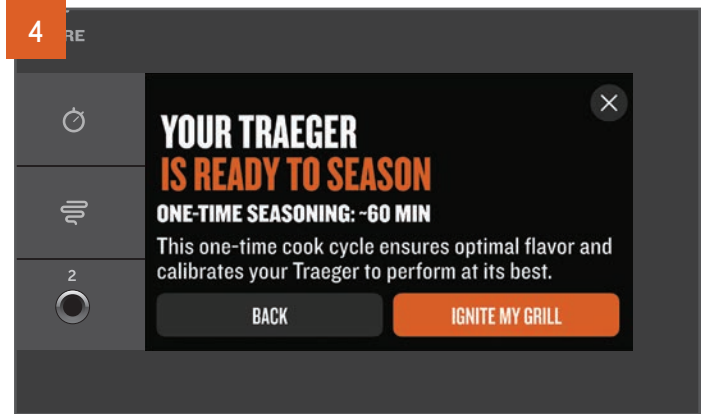 4
RE
YOUR TRAEGER
IS READY TO SEASON
ONE-TIME SEASONING: ~60 MIN
This one-time cook cycle ensures optimal flavor and
calibrates your Traeger to perform at its best.
2
BACK
IGNITE MY GRILL